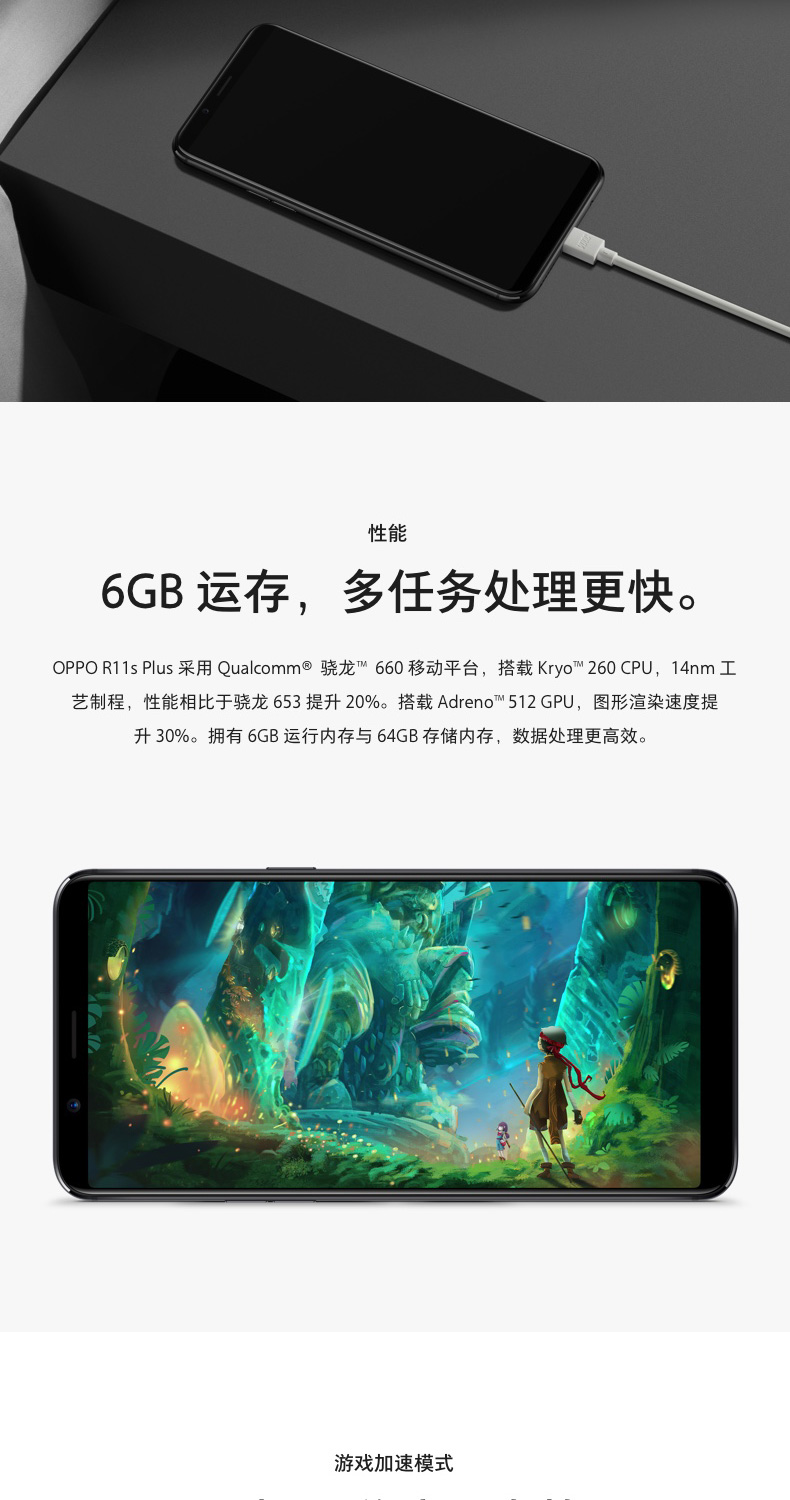 性能
6GB 运存，多任务处理更快。
OPPO R11s Plus 采用 Qualcomm® 骁龙™ 660 移动平台，搭载 Kryo™ 260 CPU，14nm 工
艺制程，性能相比于骁龙 653 提升 20%。搭载 Adreno™ 512 GPU，图形渲染速度提
升 30%。拥有 6GB 运行内存与 64GB 存储内存，数据处理更高效。
游戏加速模式